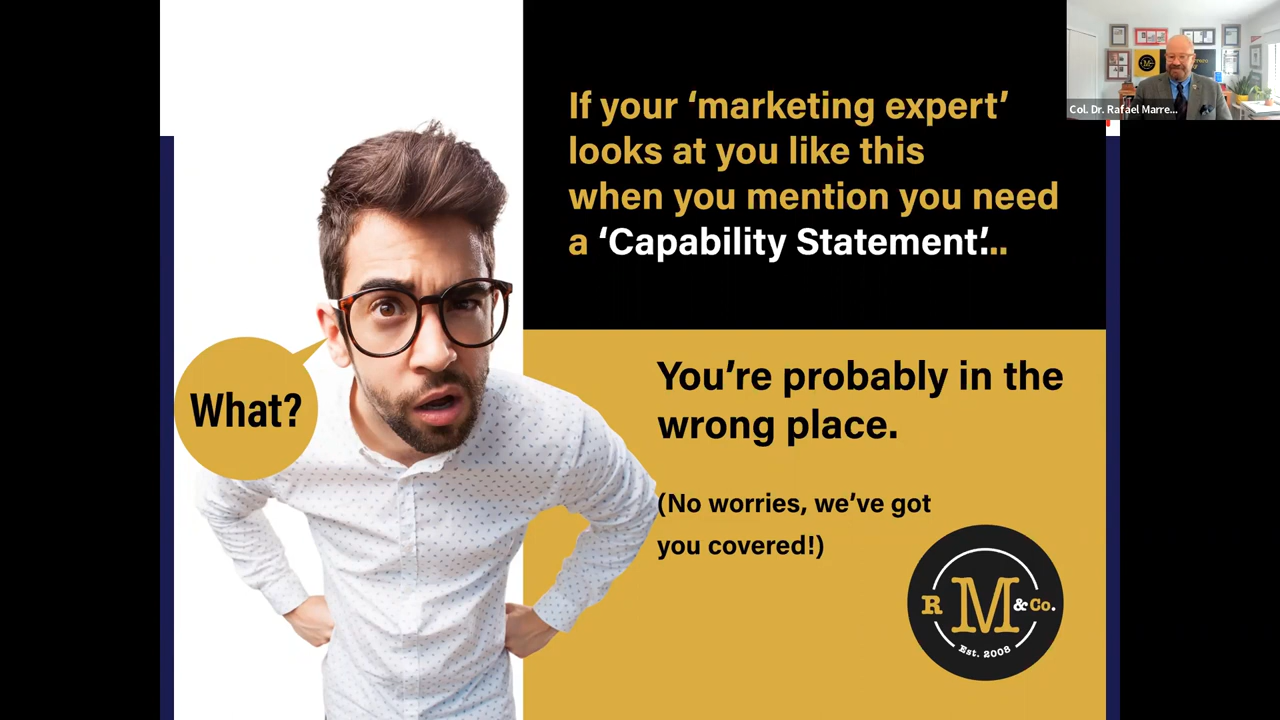 If your ‘marketing expert’
looks at you like this
when you mention you need
a ‘Capability Statement’...
What?
You’re probably in the
wrong place.
(No worries, we’ve got
you covered!)
R M & Co.
Est. 2008
Col. Dr. Rafael Marre...